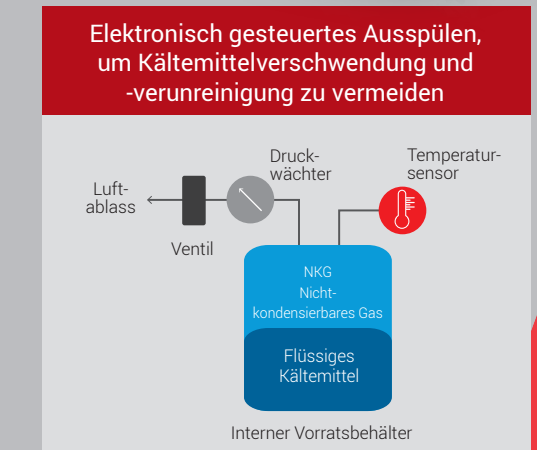 Elektronisch gesteuertes Ausspülen,
um Kältemittelverschwendung und
-verunreinigung zu vermeiden
Druck-
wächter
Temperatur-
sensor
Luft-
ablass
Ventil
NKG
Nicht-
kondensierbares Gas
Flüssiges
Kältemittel
Interner Vorratsbehälter